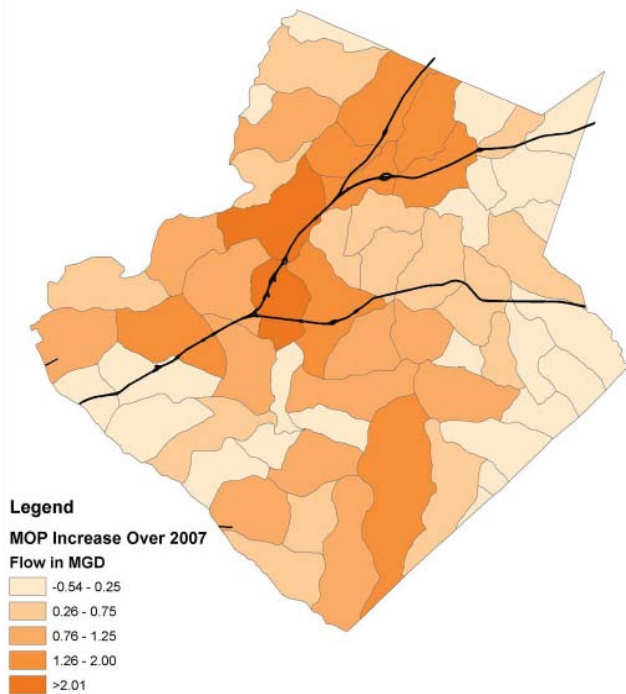 Legend
MOP Increase Over 2007
Flow in MGD
-0.54 - 0.25
0.26 - 0.75
0.76 - 1.25
1.26 - 2.00
>2.01